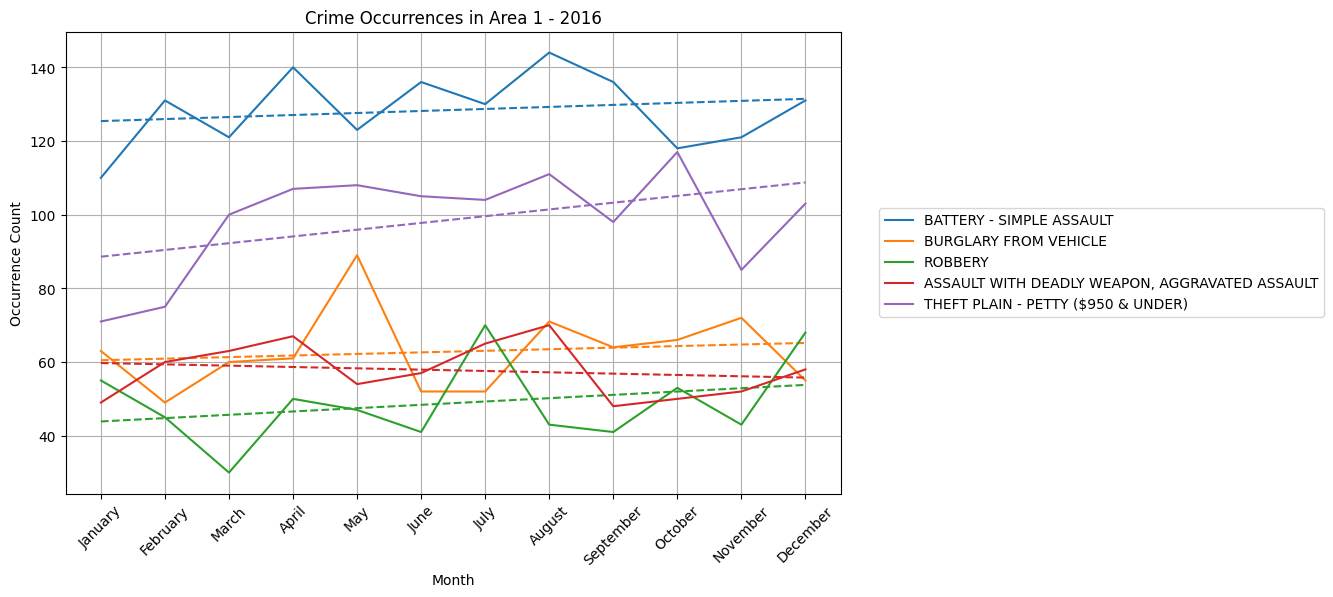 Crime Occurrences in Area 1 - 2016
Occurrence Count
140
120
100
80
60
40
January
February
March
April
May
June
July
August
September
October
November
December
Month
BATTERY - SIMPLE ASSAULT
BURGLARY FROM VEHICLE
ROBBERY
ASSAULT WITH DEADLY WEAPON, AGGRAVATED ASSAULT
THEFT PLAIN - PETTY ($950 & UNDER)